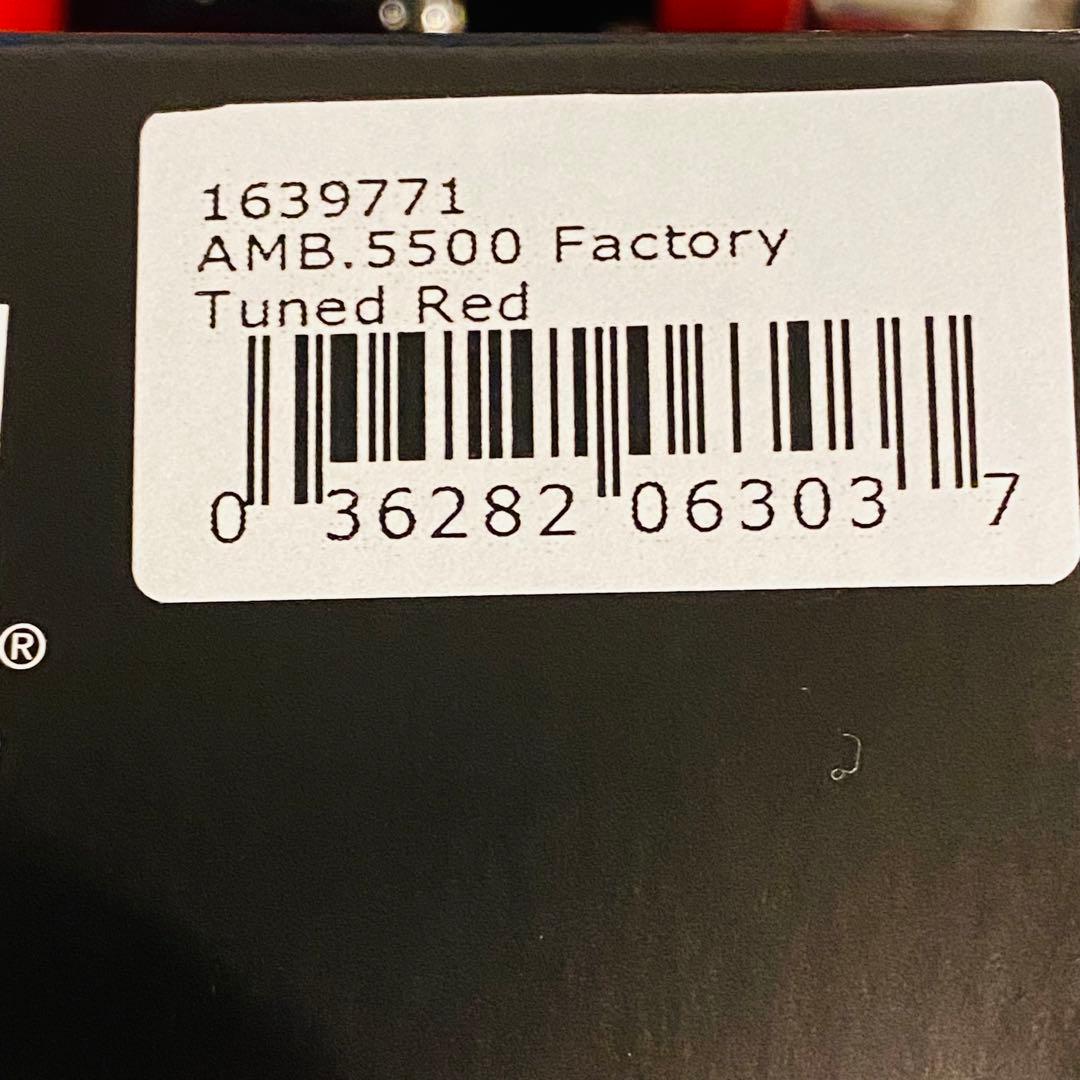 1639771
AMB.5500 Factory
Tuned Red
0 36282 06303 7
®